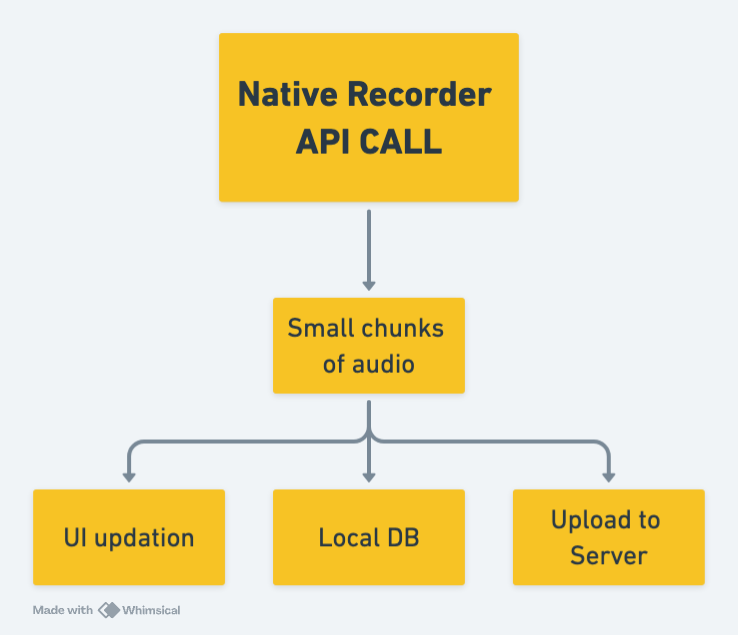 Native Recorder
API CALL
Small chunks
of audio
UI updation
Local DB
Upload to
Server
Made with Whimsical